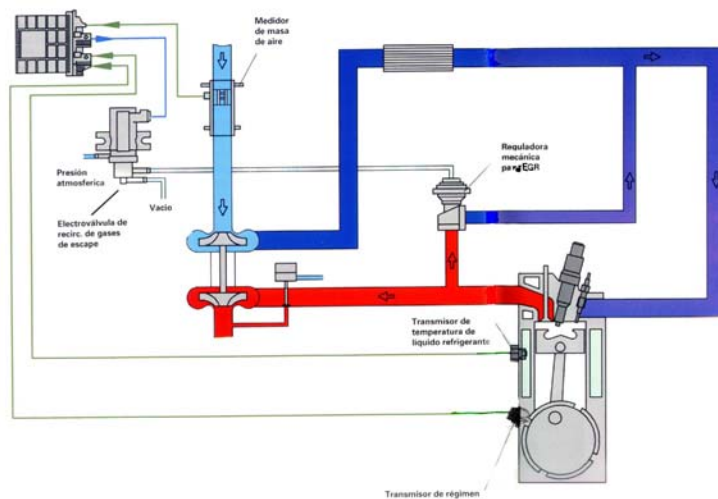 Medidor
de masa
de aire
Reguladora
mecánica
para EGR
Presión
atmosferica
Vacio
Electroválvula de
recirc. de gases
de escape
Transmisor de
temperatura de
liquido refrigerante
Transmisor de régimen